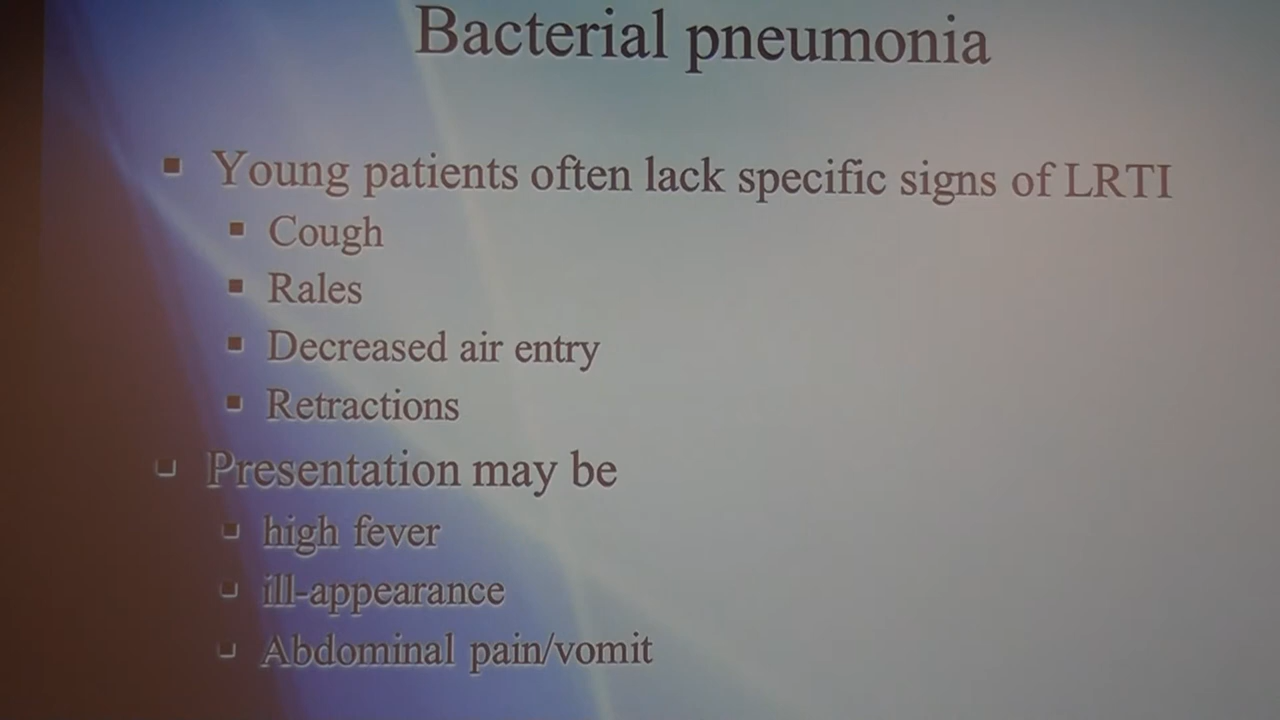 Bacterial pneumonia
Young patients often lack specific signs of LRTI
Cough
Rales
Decreased air entry
Retractions
Presentation may be
high fever
ill-appearance
Abdominal pain/vomit